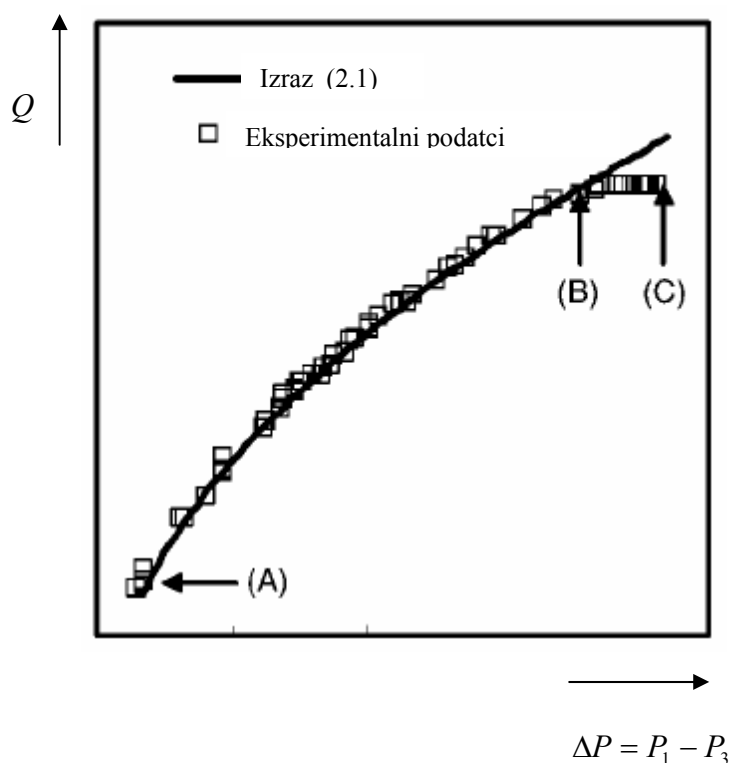 Q
Izraz (2.1)
Eksperimentalni podatci
(B)
(C)
(A)
ΔP = P₁ − P₃